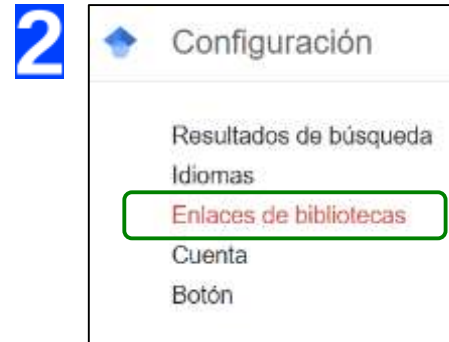 2
Configuración
Resultados de búsqueda
Idiomas
Enlaces de bibliotecas
Cuenta
Botón